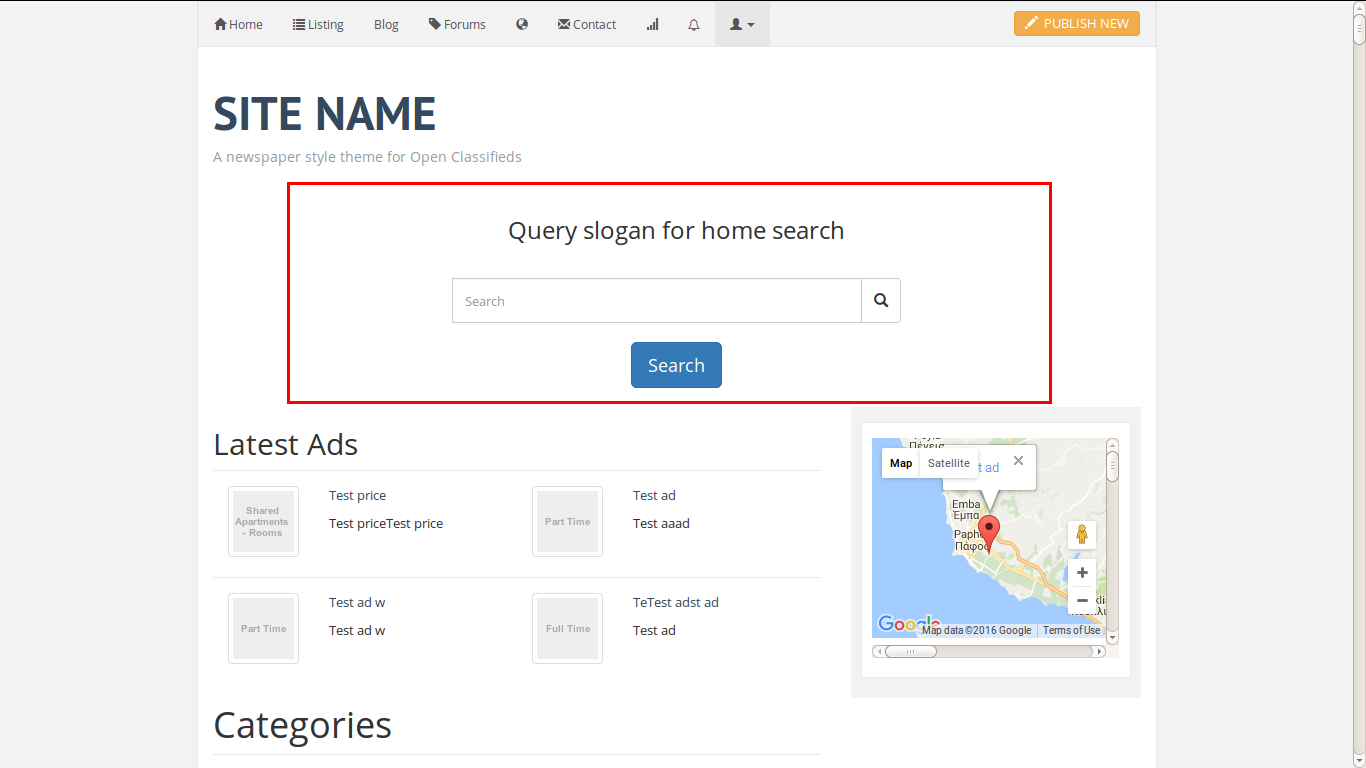 Home Listing Blog Forums Contact PUBLISH NEW
SITE NAME
A newspaper style theme for Open Classifieds
Query slogan for home search
Search
Search
Latest Ads
Shared
Apartments
- Rooms
Test price
Test priceTest price
Part Time
Test ad
Test aaad
Part Time
Test ad w
Test ad w
Full Time
TeTest adst ad
Test ad
Map Satellite
t ad
Πέγεια
Emba
Έμπα
Paph
Πάφος
Google
Map data ©2016 Google Terms of Use
Categories